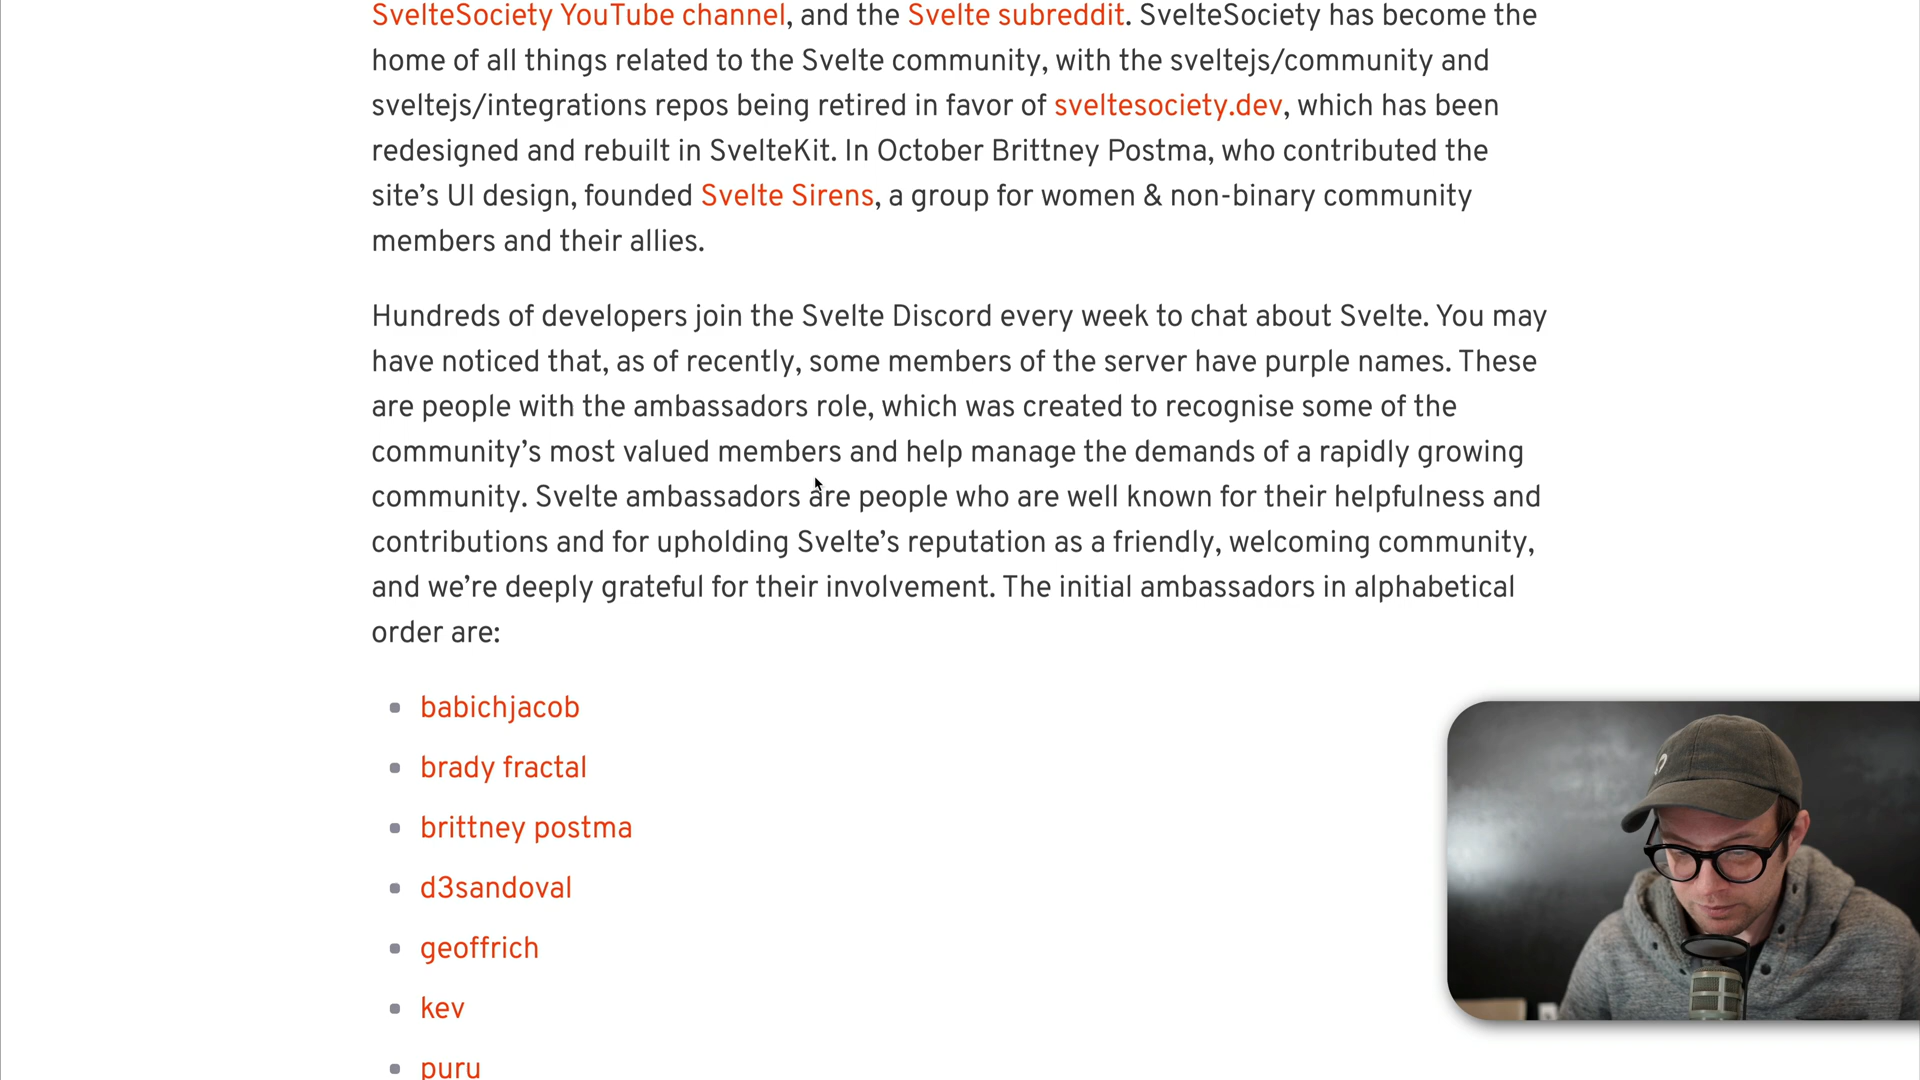 SvelteSociety YouTube channel, and the Svelte subreddit. SvelteSociety has become the
home of all things related to the Svelte community, with the sveltejs/community and
sveltejs/integrations repos being retired in favor of sveltesociety.dev, which has been
redesigned and rebuilt in SvelteKit. In October Brittney Postma, who contributed the
site’s UI design, founded Svelte Sirens, a group for women & non-binary community
members and their allies.
Hundreds of developers join the Svelte Discord every week to chat about Svelte. You may
have noticed that, as of recently, some members of the server have purple names. These
are people with the ambassadors role, which was created to recognise some of the
community’s most valued members and help manage the demands of a rapidly growing
community. Svelte ambassadors are people who are well known for their helpfulness and
contributions and for upholding Svelte’s reputation as a friendly, welcoming community,
and we’re deeply grateful for their involvement. The initial ambassadors in alphabetical
order are:
babichjacob
brady fractal
brittney postma
d3sandoval
geoffrich
kev
puru